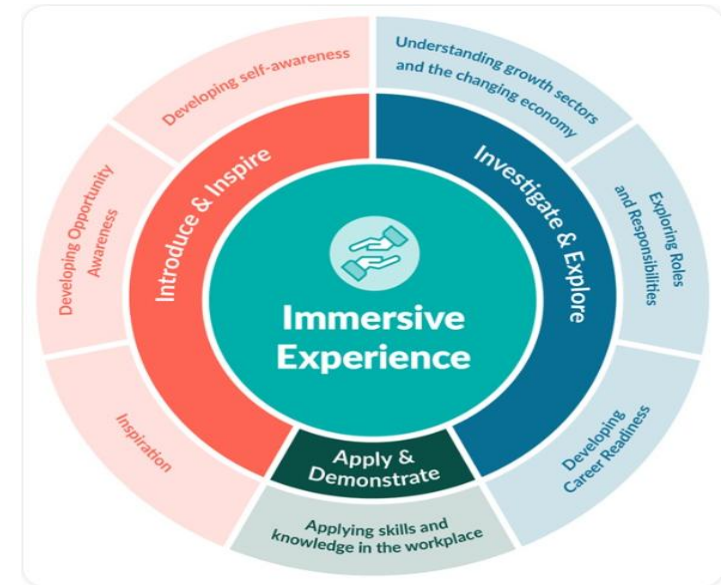 Developing self-awareness
Understanding growth sectors
and the changing economy
Developing Opportunity
Awareness
Introduce & Inspire
Investigate & Explore
Exploring Roles
and Responsibilities
Immersive
Experience
Inspiration
Apply &
Demonstrate
Developing
Career Readiness
Applying skills and
knowledge in the workplace